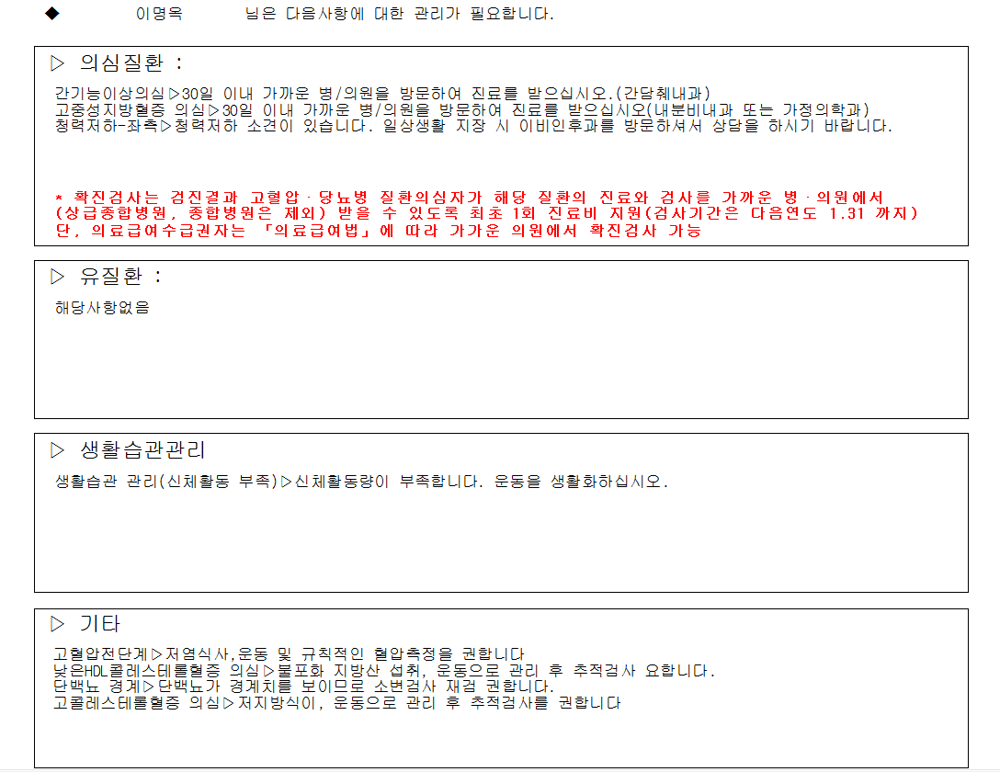 ◆ 이명옥 님은 다음사항에 대한 관리가 필요합니다.
▷ 의심질환 :
간기능이상의심▷30일 이내 가까운 병/의원을 방문하여 진료를 받으십시오.(간담췌내과)
고중성지방혈증 의심▷30일 이내 가까운 병/의원을 방문하여 진료를 받으십시오(내분비내과 또는 가정의학과)
청력저하-좌측▷청력저하 소견이 있습니다. 일상생활 지장 시 이비인후과를 방문하셔서 상담을 하시기 바랍니다.
* 확진검사는 검진결과 고혈압·당뇨병 질환의심자가 해당 질환의 진료와 검사를 가까운 병·의원에서
(상급종합병원, 종합병원은 제외) 받을 수 있도록 최초 1회 진료비 지원(검사기간은 다음연도 1.31 까지)
단, 의료급여수급권자는 「의료급여법」에 따라 가가운 의원에서 확진검사 가능
▷ 유질환 :
해당사항없음
▷ 생활습관관리
생활습관 관리(신체활동 부족)▷신체활동량이 부족합니다. 운동을 생활화하십시오.
▷ 기타
고혈압전단계▷저염식사,운동 및 규칙적인 혈압측정을 권합니다
낮은HDL콜레스테롤혈증 의심▷불포화 지방산 섭취, 운동으로 관리 후 추적검사 요합니다.
단백뇨 경계▷단백뇨가 경계치를 보이므로 소변검사 재검 권합니다.
고콜레스테롤혈증 의심▷저지방식이, 운동으로 관리 후 추적검사를 권합니다